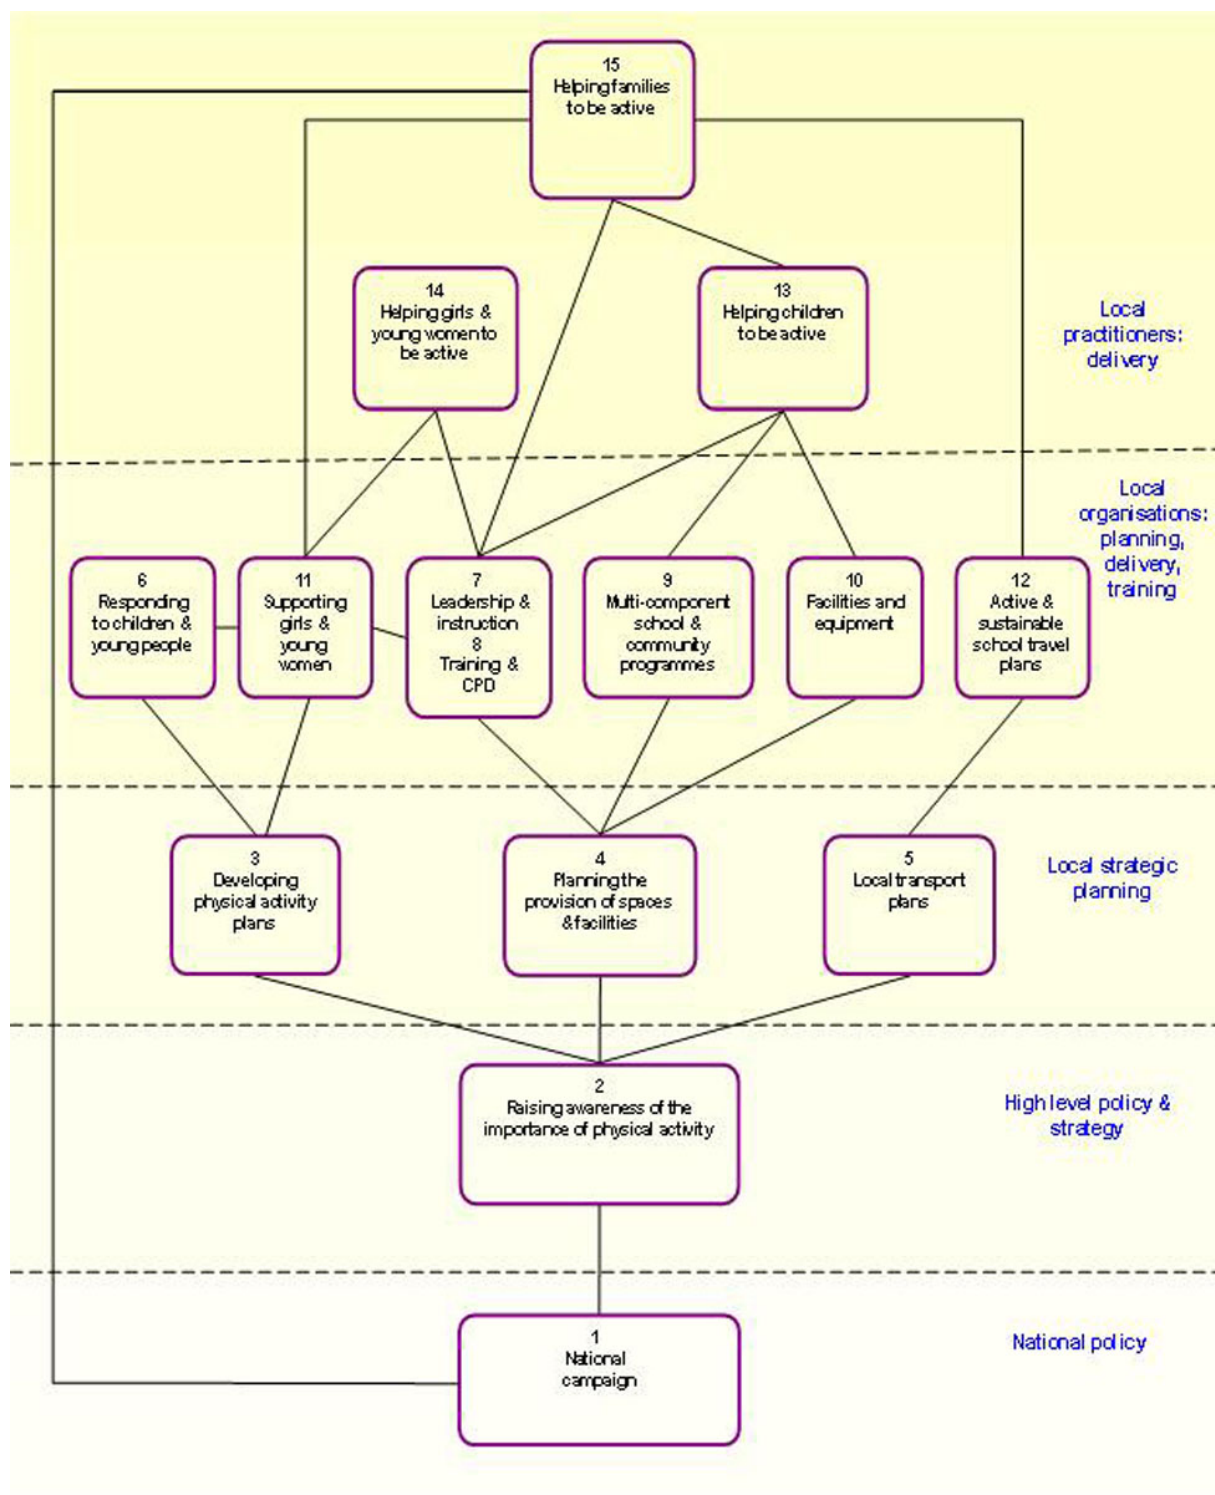 15
Helping families
to be active
14
Helping girls &
young women to
be active
13
Helping children
to be active
Local
practitioners:
delivery
Local
organisations:
planning,
delivery,
training
6
Responding
to children &
young people
11
Supporting
girls &
young
women
7
Leadership &
instruction
8
Training &
CPD
9
Multi-component
school &
community
programmes
10
Facilities and
equipment
12
Active &
sustainable
school travel
plans
3
Developing
physical activity
plans
4
Planning the
provision of spaces
& facilities
5
Local transport
plans
Local strategic
planning
2
Raising awareness of the
importance of physical activity
High level policy &
strategy
1
National
campaign
National policy